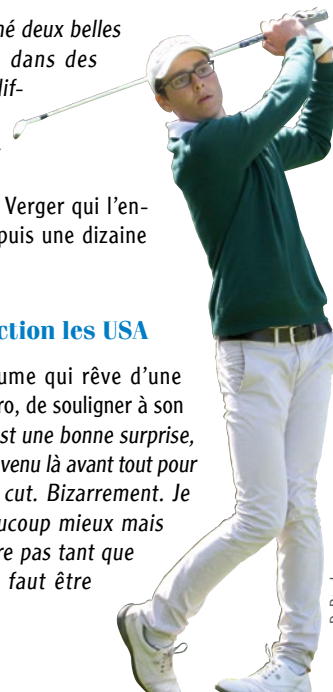 né deux belles
dans des
lif-
Verger qui l'en-
puis une dizaine
ction les USA
ume qui rêve d'une
ro, de souligner à son
est une bonne surprise,
venu là avant tout pour
cut. Bizarrement. Je
ucoup mieux mais
re pas tant que
faut être